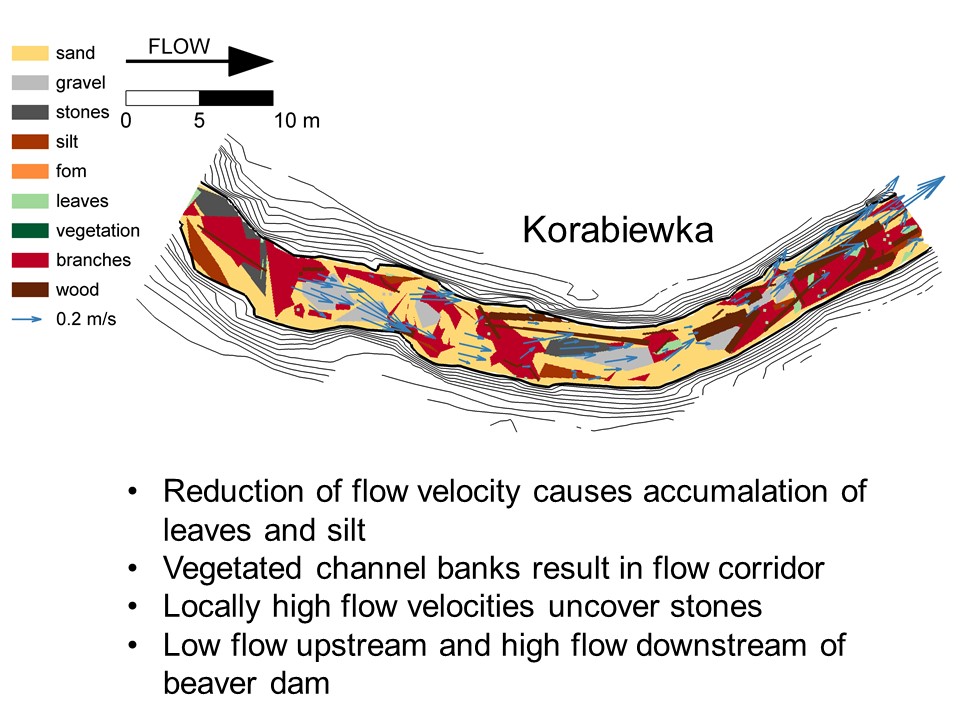 FLOW
sand
gravel
stones
silt
fom
leaves
vegetation
branches
wood
0.2 m/s
0 5 10 m
Korabiewka
• Reduction of flow velocity causes accumalation of
leaves and silt
• Vegetated channel banks result in flow corridor
• Locally high flow velocities uncover stones
• Low flow upstream and high flow downstream of
beaver dam